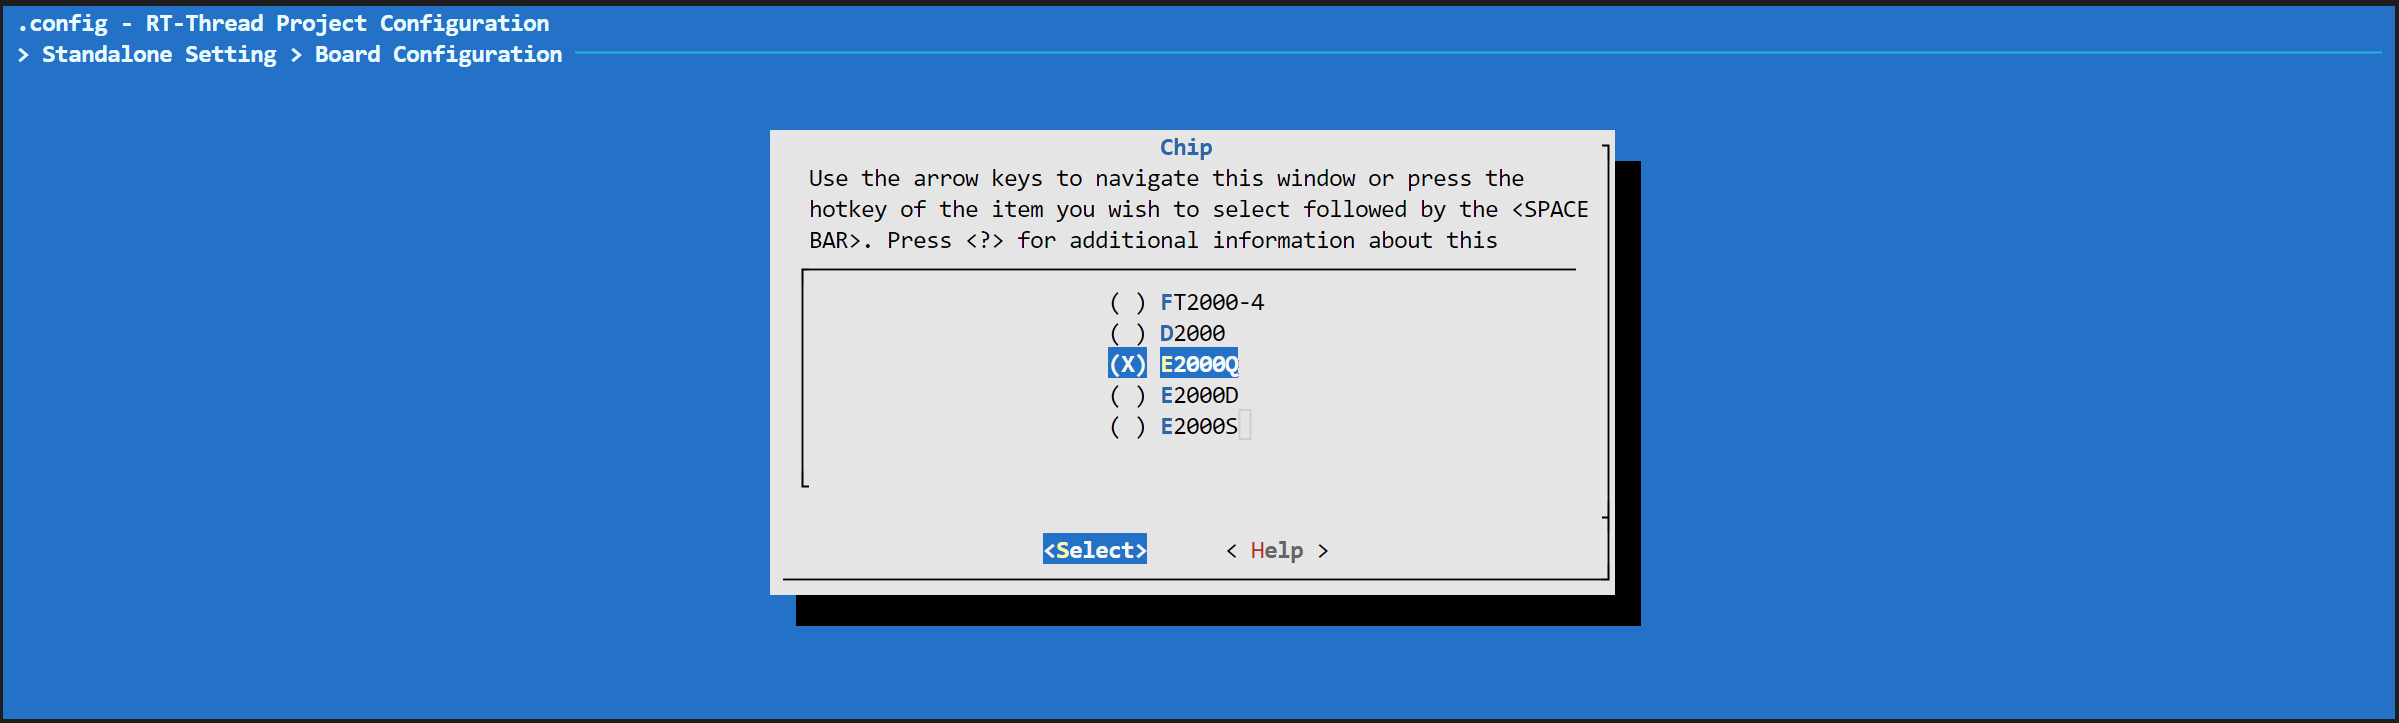 .config - RT-Thread Project Configuration
> Standalone Setting > Board Configuration
Chip
Use the arrow keys to navigate this window or press the
hotkey of the item you wish to select followed by the <SPACE
BAR>. Press <?> for additional information about this
( ) FT2000-4
( ) D2000
(X) E2000Q
( ) E2000D
( ) E2000S
<Select> < Help >